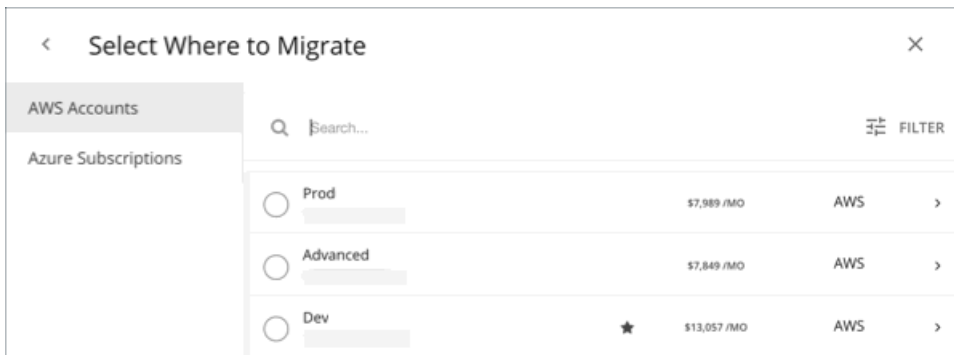 Select Where to Migrate
AWS Accounts
Azure Subscriptions
Search...
FILTER
Prod
$7,989 /MO
AWS
Advanced
$7,849 /MO
AWS
Dev
$13,057 /MO
AWS